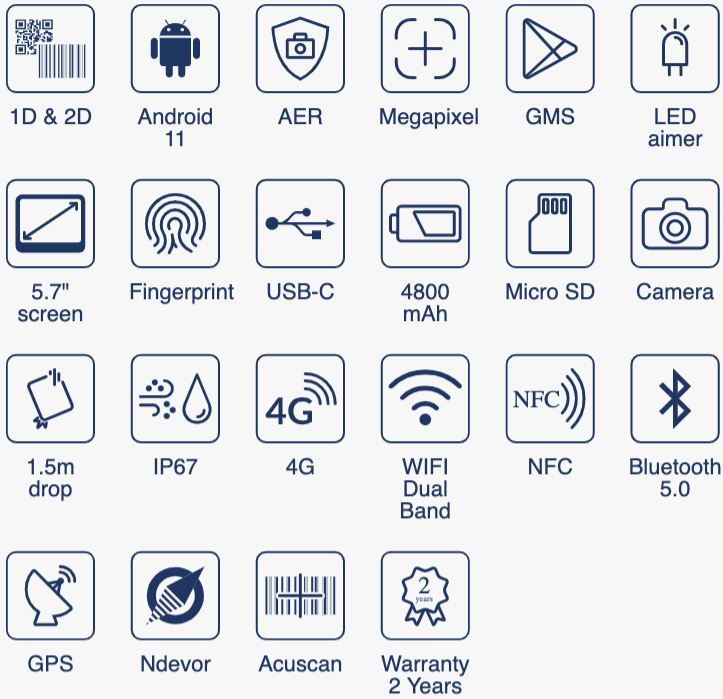 1D & 2D
Android
11
AER
Megapixel
GMS
LED
aimer
5.7"
screen
Fingerprint
USB-C
4800
mAh
Micro SD
Camera
1.5m
drop
IP67
4G
4G
WIFI
Dual
Band
NFC
NFC
Bluetooth
5.0
GPS
Ndevor
Acuscan
2
years
Warranty
2 Years